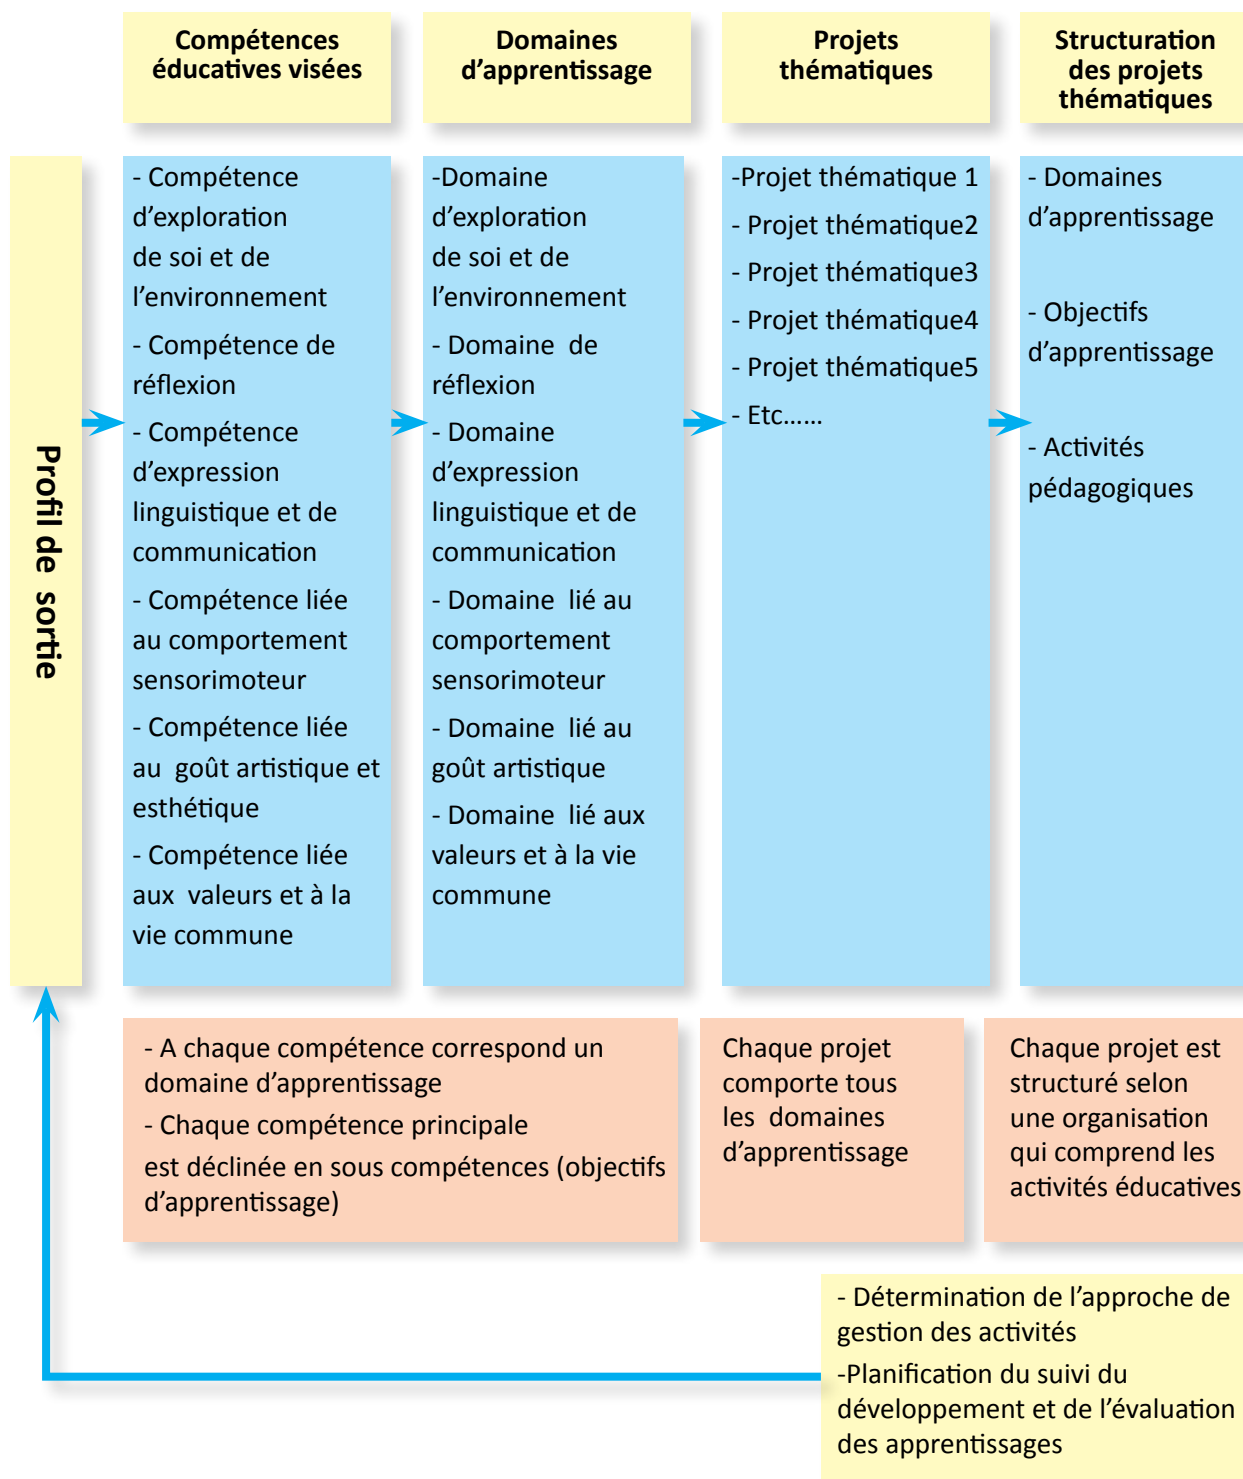 Compétences
éducatives visées
Domaines
d'apprentissage
Projets
thématiques
Structuration
des projets
thématiques
Profil de sortie
- Compétence
d’exploration
de soi et de
l’environnement
- Compétence de
réflexion
- Compétence
d’expression
linguistique et de
communication
- Compétence liée
au comportement
sensorimoteur
- Compétence liée
au goût artistique et
esthétique
- Compétence liée
aux valeurs et à la
vie commune
-Domaine
d’exploration
de soi et de
l’environnement
- Domaine de
réflexion
- Domaine
d’expression
linguistique et de
communication
- Domaine lié au
comportement
sensorimoteur
- Domaine lié au
goût artistique
- Domaine lié aux
valeurs et à la vie
commune
-Projet thématique 1
- Projet thématique2
- Projet thématique3
- Projet thématique4
- Projet thématique5
- Etc......
- Domaines
d’apprentissage
- Objectifs
d’apprentissage
- Activités
pédagogiques
- A chaque compétence correspond un
domaine d’apprentissage
- Chaque compétence principale
est déclinée en sous compétences (objectifs
d’apprentissage)
Chaque projet
comporte tous
les domaines
d’apprentissage
Chaque projet est
structuré selon
une organisation
qui comprend les
activités éducatives
- Détermination de l’approche de
gestion des activités
-Planification du suivi du
développement et de l’évaluation
des apprentissages